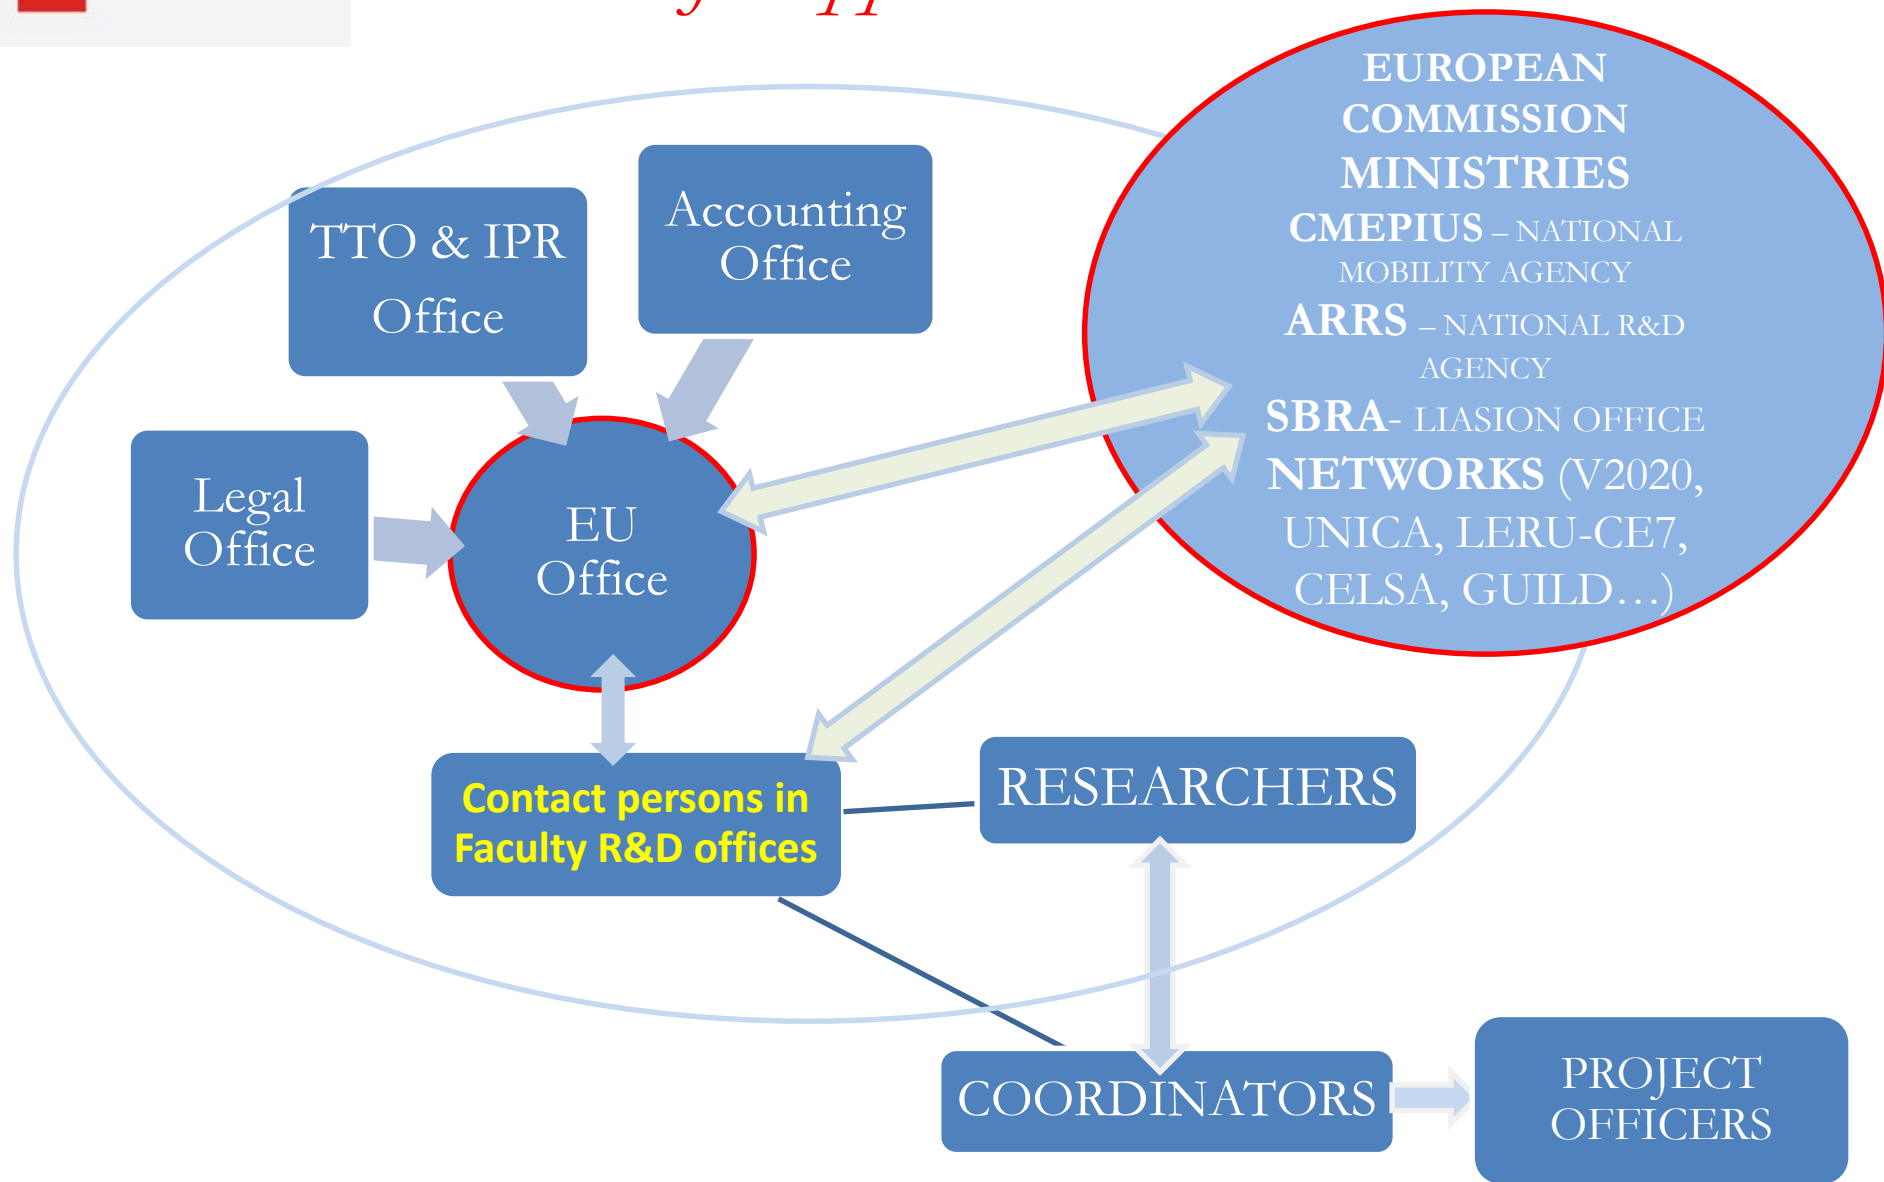 EUROPEAN
COMMISSION
MINISTRIES
CMEPIUS – NATIONAL
MOBILITY AGENCY
ARRS – NATIONAL R&D
AGENCY
SBRA- LIASION OFFICE
NETWORKS (V2020,
UNICA, LERU-CE7,
CELSA, GUILD…)
TTO & IPR
Office
Accounting
Office
Legal
Office
EU
Office
Contact persons in
Faculty R&D offices
RESEARCHERS
COORDINATORS
PROJECT
OFFICERS